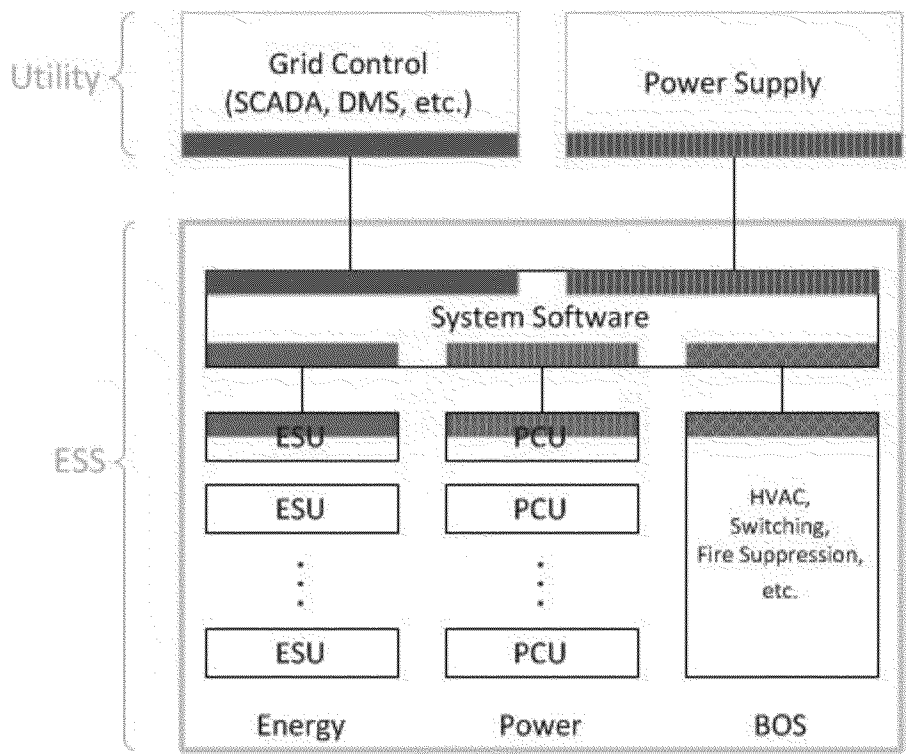 Utility
Grid Control
(SCADA, DMS, etc.)
Power Supply
ESS
System Software
ESU
PCU
HVAC,
Switching,
Fire Suppression,
etc.
ESU
PCU
ESU
PCU
Energy
Power
BOS